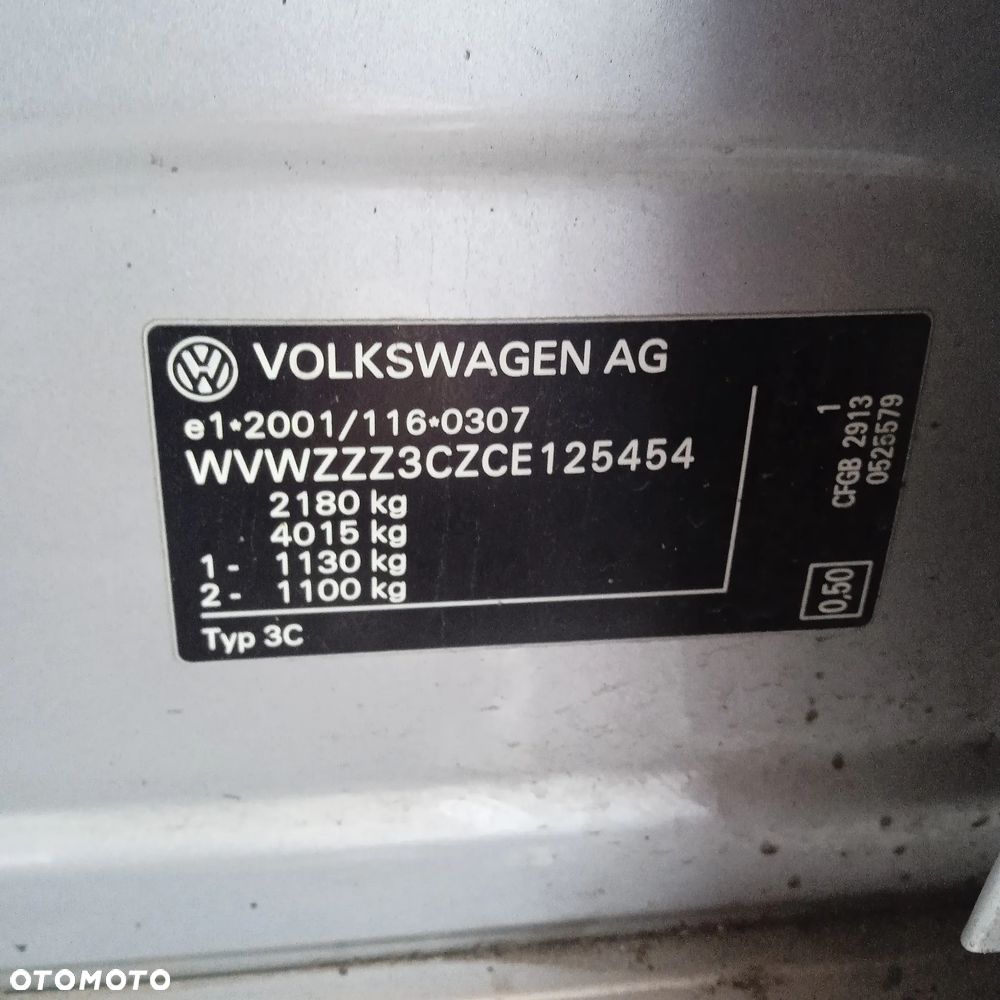 VOLKSWAGEN AG
e1*2001/116*0307
WVWZZZ3CZCE125454
2180 kg
4015 kg
1- 1130 kg
2- 1100 kg
Typ 3C
1
CFGB 2913
0525579
0,50
OTOMOTO